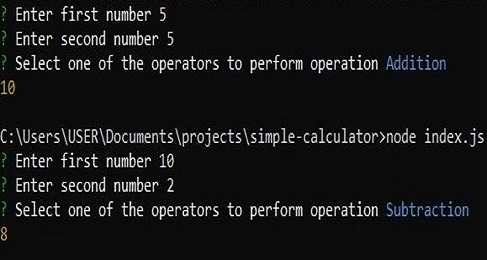 ? Enter first number 5
? Enter second number 5
? Select one of the operators to perform operation Addition
10
C:\Users\USER\Documents\projects\simple-calculator>node index.js
? Enter first number 10
? Enter second number 2
? Select one of the operators to perform operation Subtraction
8